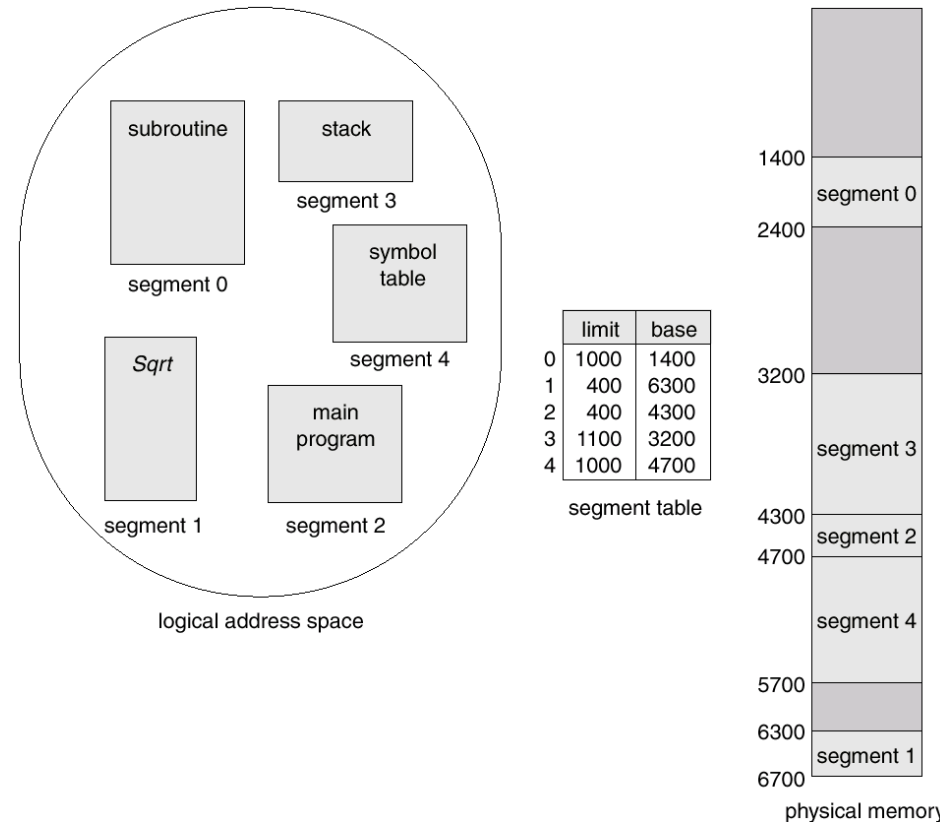 subroutine
segment 0
stack
segment 3
symbol
table
segment 4
Sqrt
segment 1
main
program
segment 2
logical address space
limit base
0 1000 1400
1 400 6300
2 400 4300
3 1100 3200
4 1000 4700
segment table
1400
segment 0
2400
3200
segment 3
4300
segment 2
4700
segment 4
5700
6300
segment 1
6700
physical memory